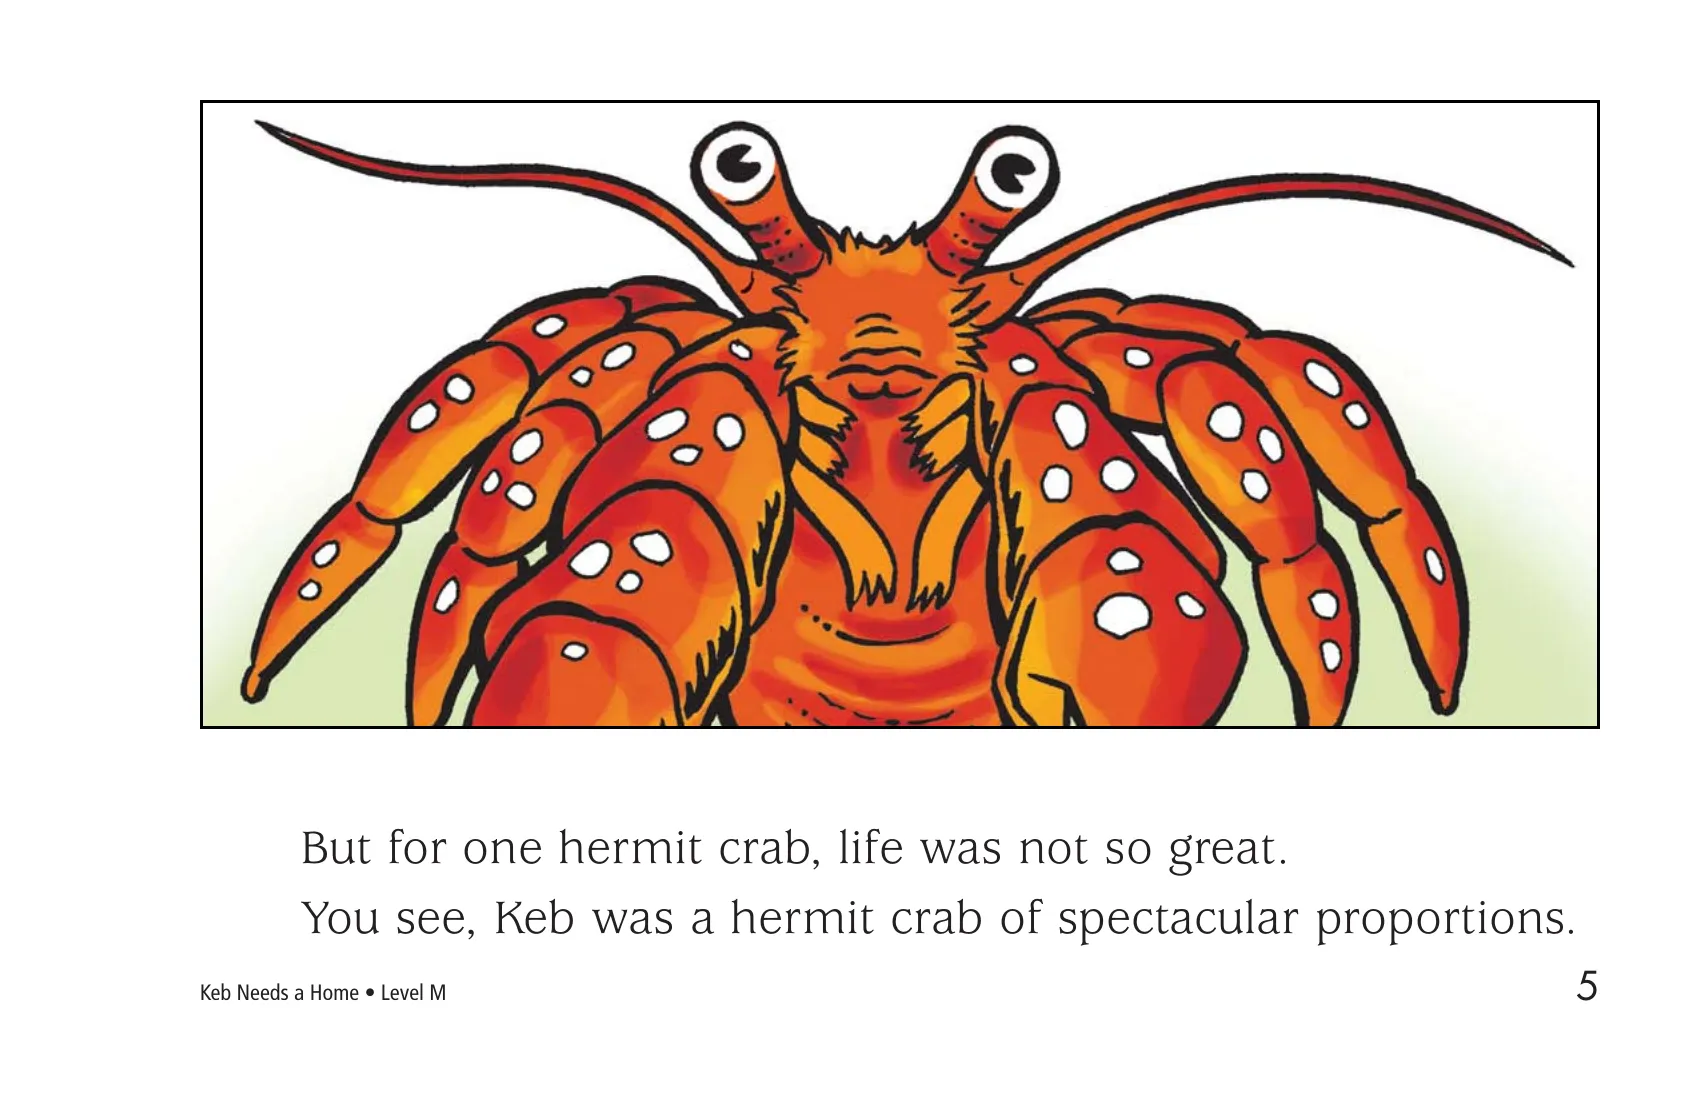 But for one hermit crab, life was not so great.
You see, Keb was a hermit crab of spectacular proportions.
Keb Needs a Home • Level M
5